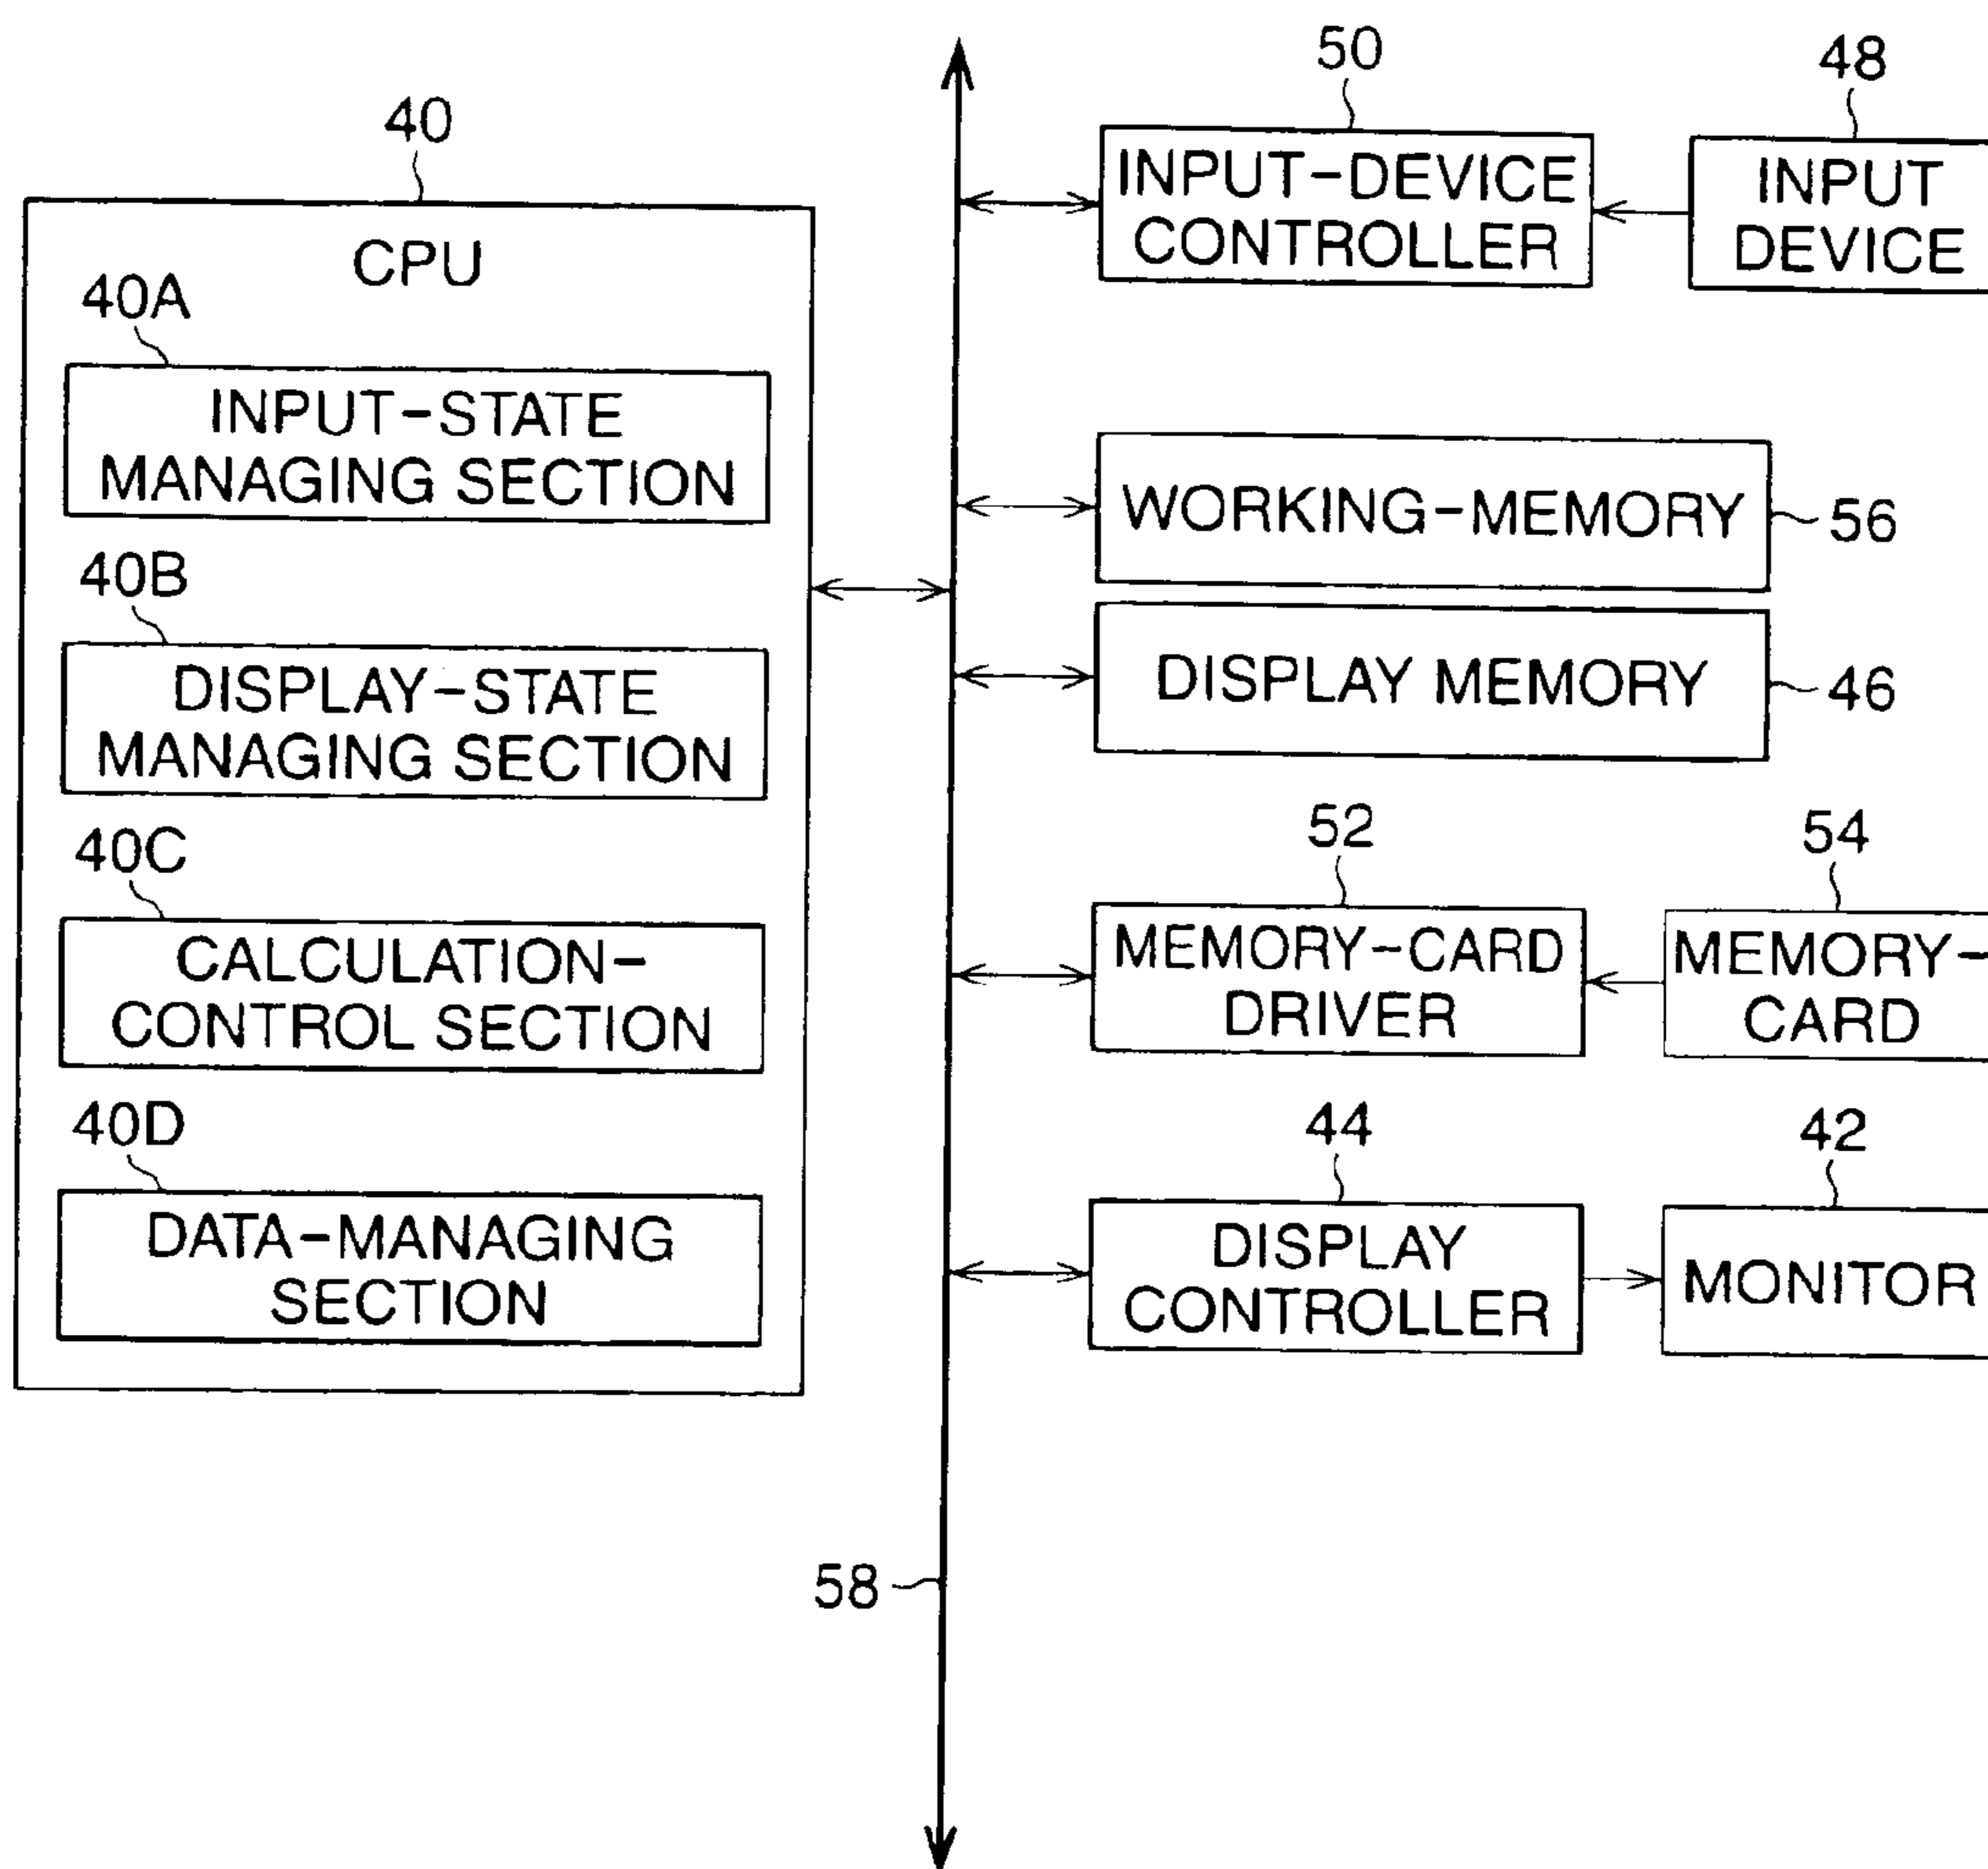 40
CPU
40A
INPUT-STATE
MANAGING SECTION
40B
DISPLAY-STATE
MANAGING SECTION
40C
CALCULATION-
CONTROL SECTION
40D
DATA-MANAGING
SECTION
58
50
INPUT-DEVICE
CONTROLLER
48
INPUT
DEVICE
WORKING-MEMORY
56
DISPLAY MEMORY
46
52
MEMORY-CARD
DRIVER
54
MEMORY-
CARD
44
DISPLAY
CONTROLLER
42
MONITOR